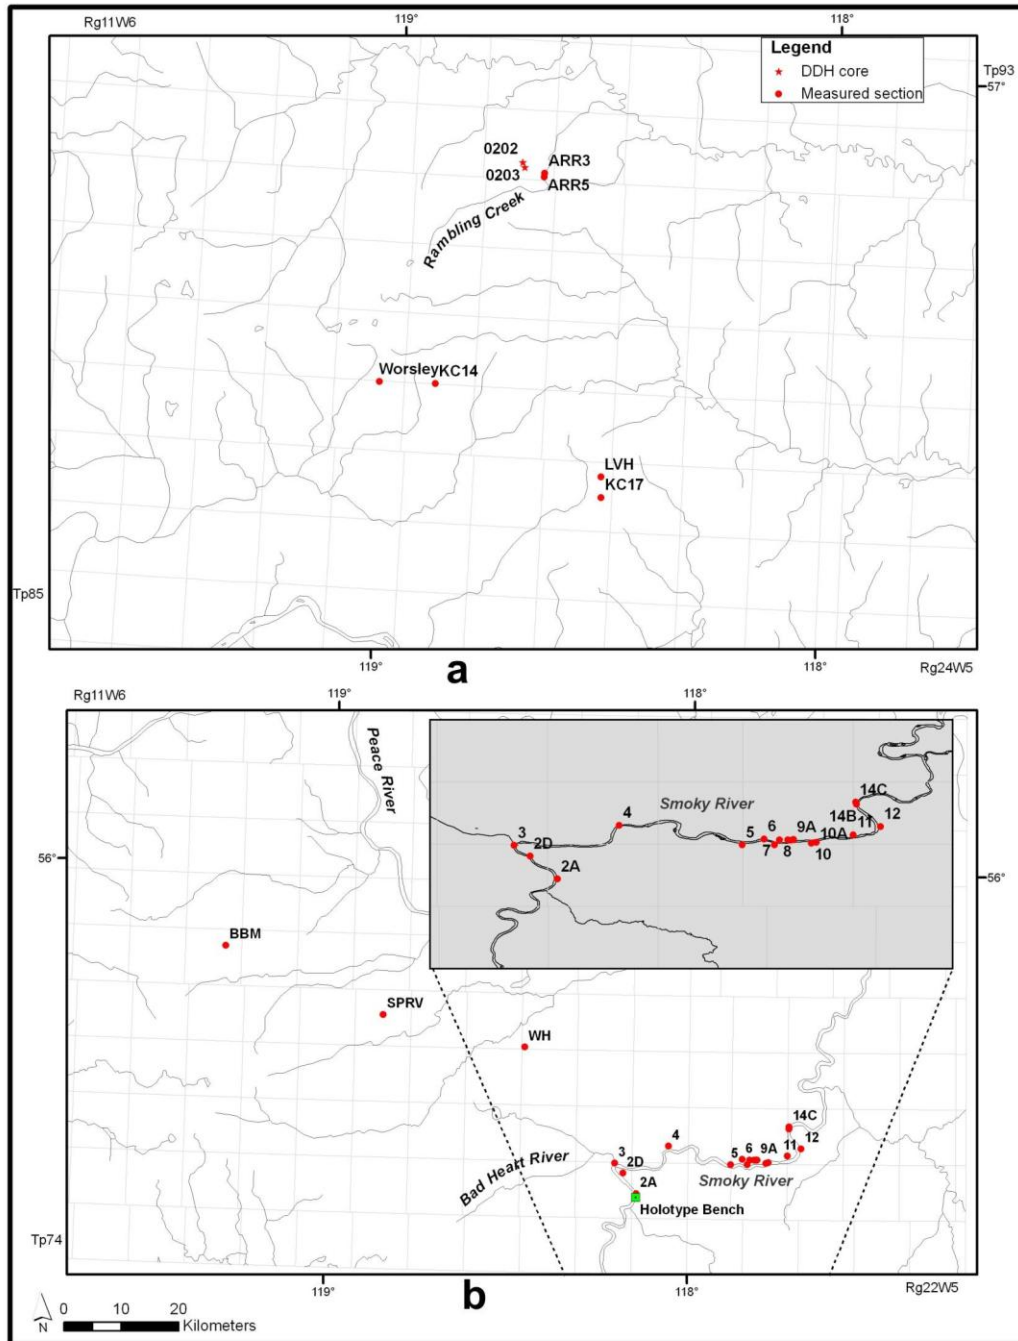 Rg11W6
119°
118°
Legend
DDH core
Measured section
Tp93
57°
0202
0203
ARR3
ARR5
Rambling Creek
Worsley
KC14
LVH
KC17
Tp85
119°
a
118°
Rg24W5
Rg11W6
119°
118°
Peace River
Smoky River
14C
14B
11
12
4
3
2D
2A
5
6
7
8
9A
10A
10
56°
56°
BBM
SPRV
WH
14C
12
11
4
3
2D
5
6
9A
Smoky River
Bad Heart River
2A
Holotype Bench
Tp74
119°
b
118°
Rg22W5
N
0 10 20
Kilometers